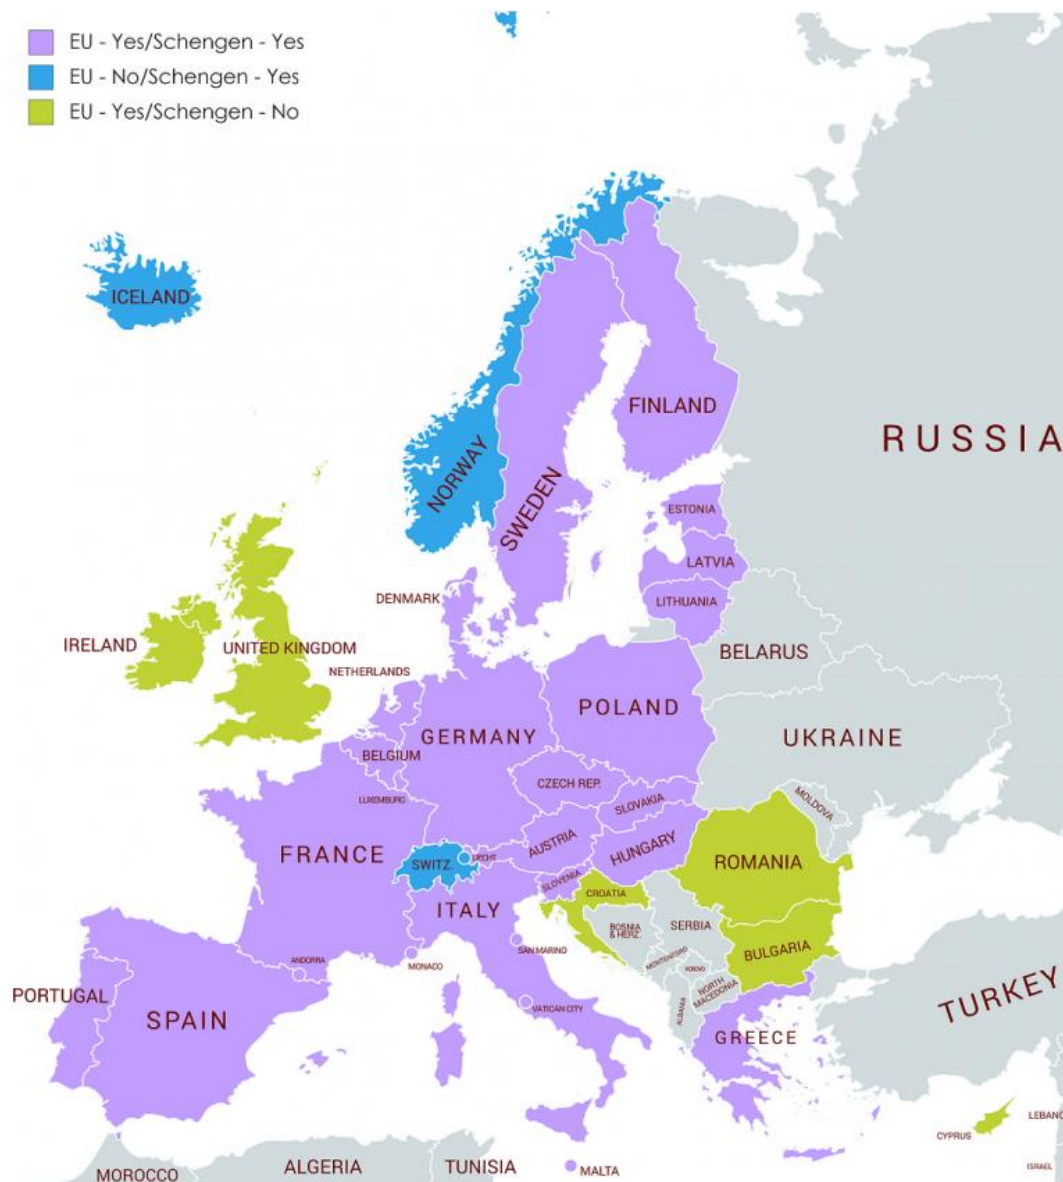 EU - Yes/Schengen - Yes
EU - No/Schengen - Yes
EU - Yes/Schengen - No
ICELAND
NORWAY
SWEDEN
FINLAND
RUSSIA
ESTONIA
LATVIA
LITHUANIA
DENMARK
IRELAND
UNITED KINGDOM
NETHERLANDS
BELARUS
POLAND
GERMANY
BELGIUM
UKRAINE
CZECH REP.
LUXEMBURG
SLOVAKIA
MOLDOVA
AUSTRIA
HUNGARY
FRANCE
SWITZ.
LIECHT
ROMANIA
SLOVENIA
CROATIA
ITALY
BOSNIA
& HERZ.
SERBIA
SAN MARINO
BULGARIA
MONTENEGRO
KOSOVO
ANDORRA
MONACO
NORTH
MACEDONIA
PORTUGAL
SPAIN
VATICAN CITY
ALBANIA
TURKEY
GREECE
LEBANO
CYPRUS
MOROCCO
ALGERIA
TUNISIA
MALTA
ISRAEL